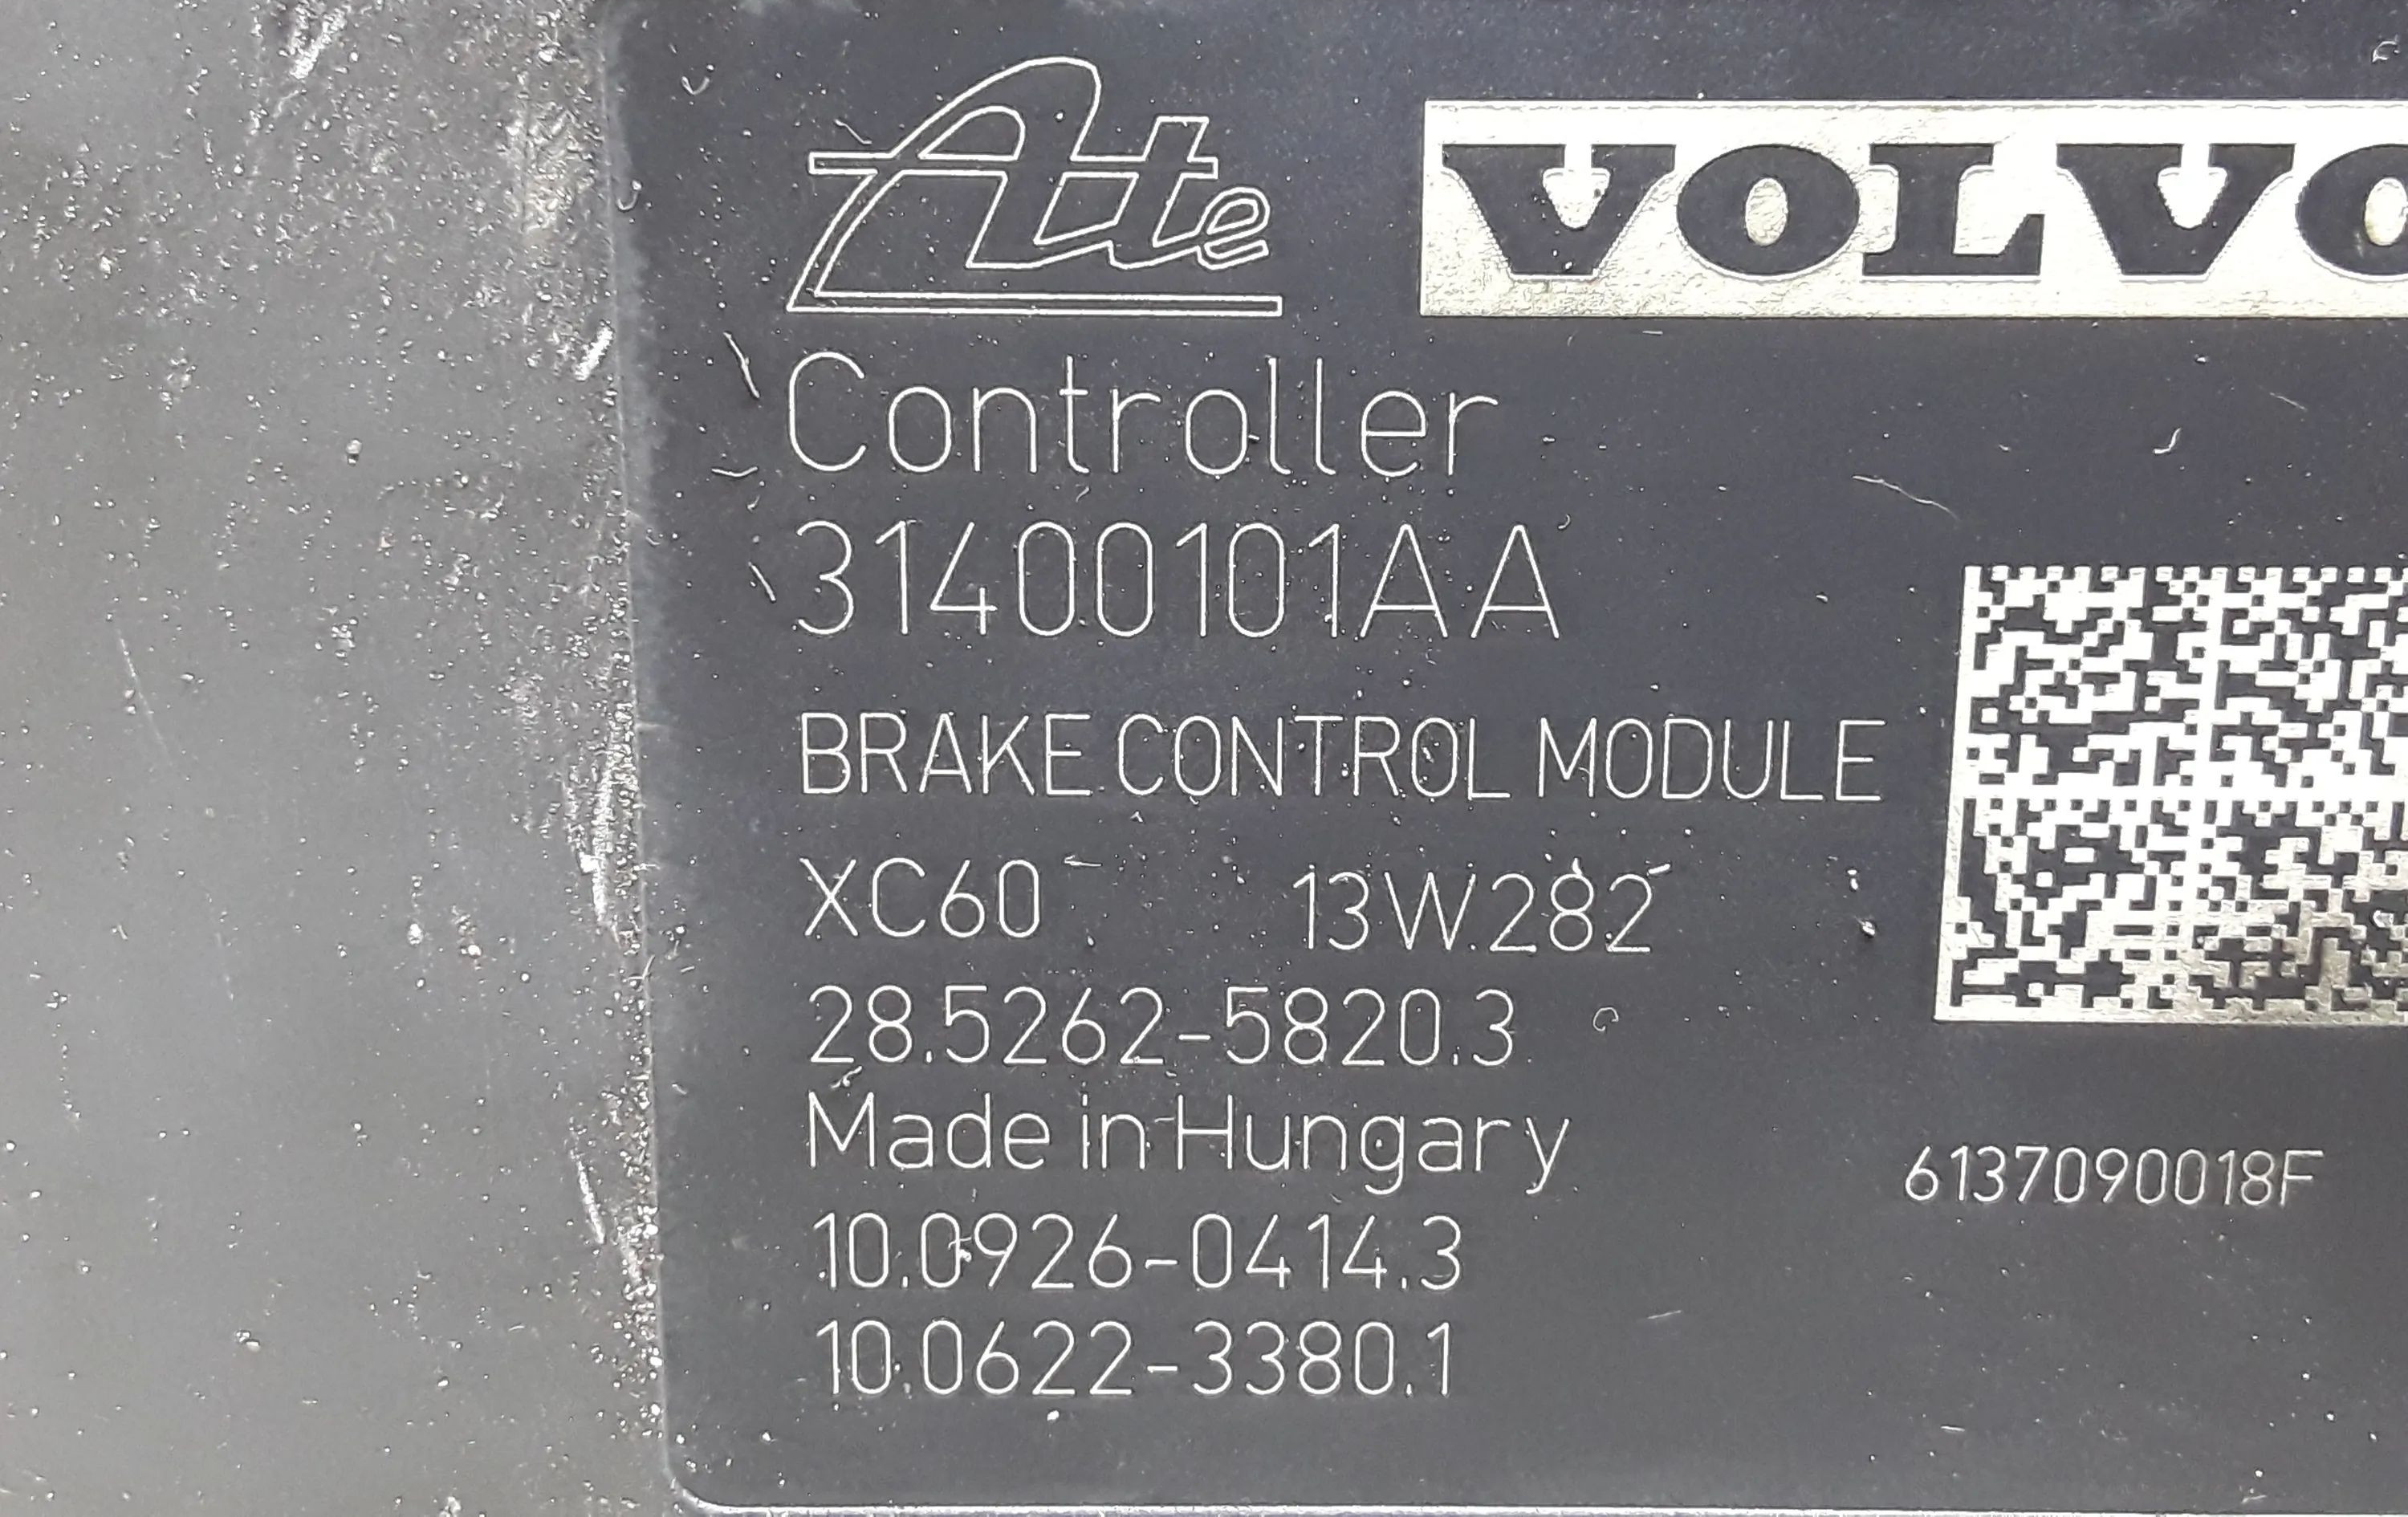 Ate VOLVO
Controller
31400101AA
BRAKE CONTROL MODULE
XC60 13W282
28.5262-5820.3
Made in Hungary
6137090018F
10.0926-0414.3
10.0622-3380.1